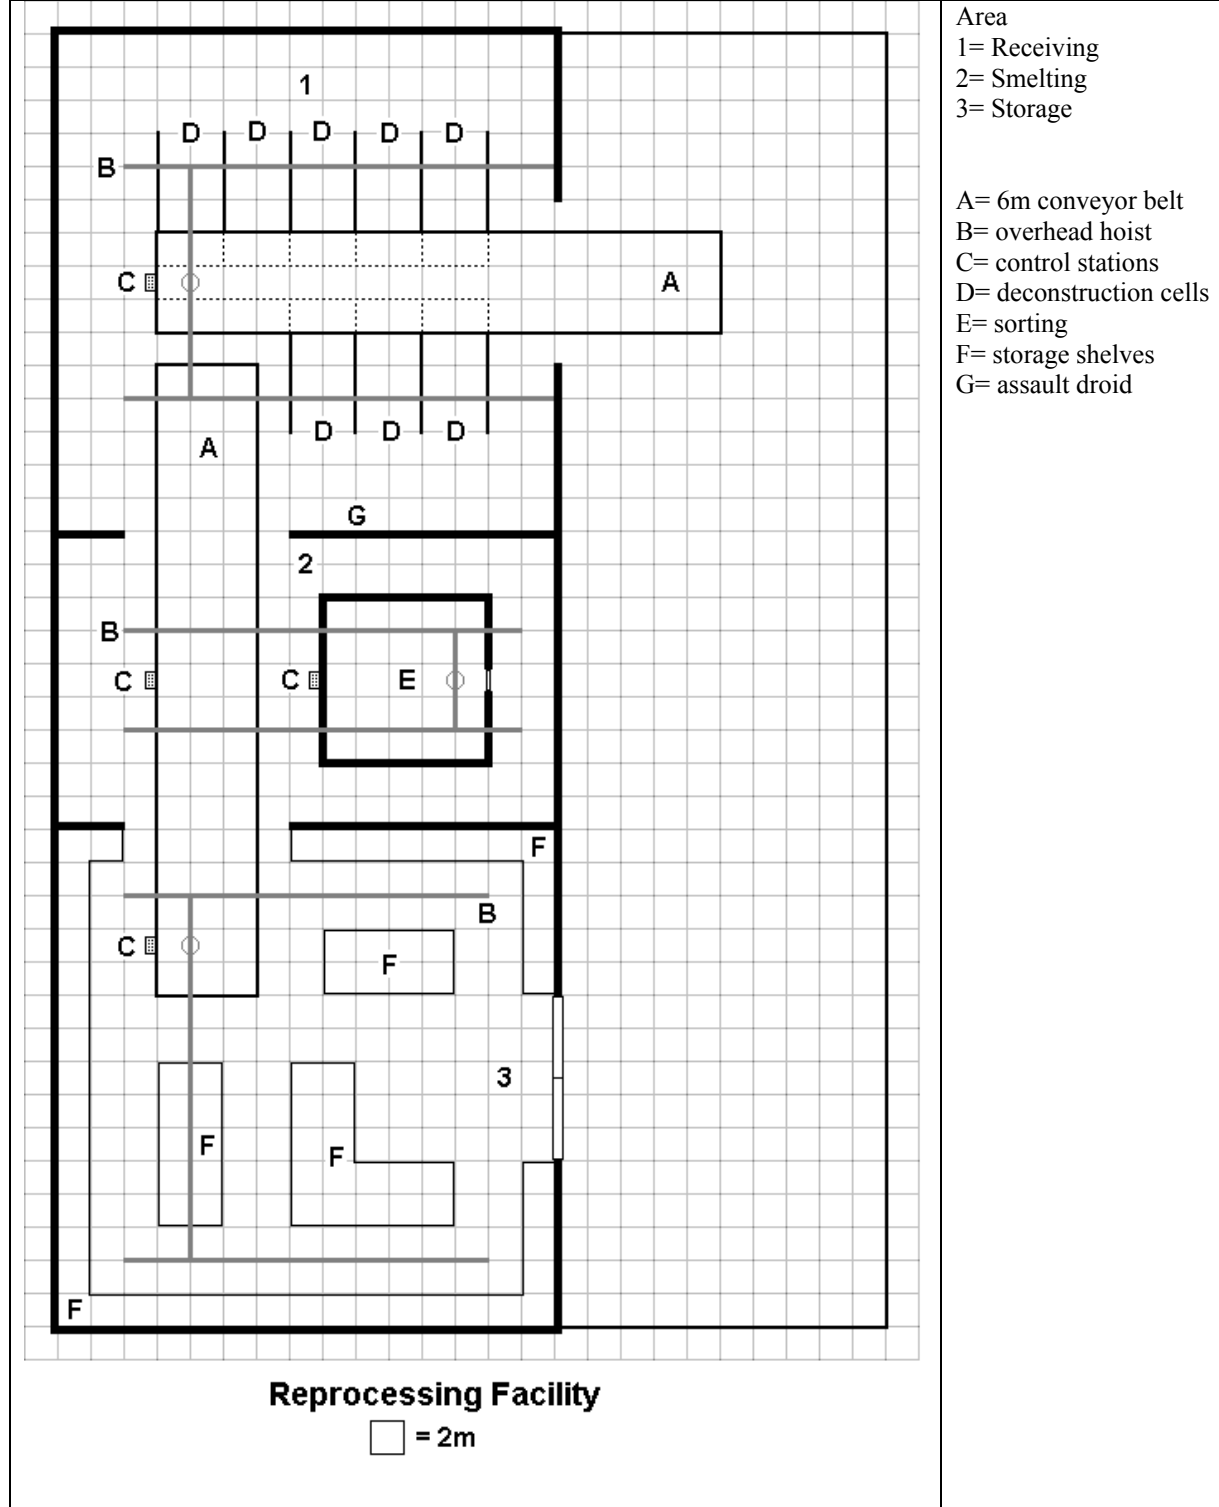 Area
1= Receiving
2= Smelting
3= Storage
A= 6m conveyor belt
B= overhead hoist
C= control stations
D= deconstruction cells
E= sorting
F= storage shelves
G= assault droid
1
D D D D D
B
C A
A
D D D
G
2
B
C C E
F
B
C F
3
F F
F
Reprocessing Facility
= 2m